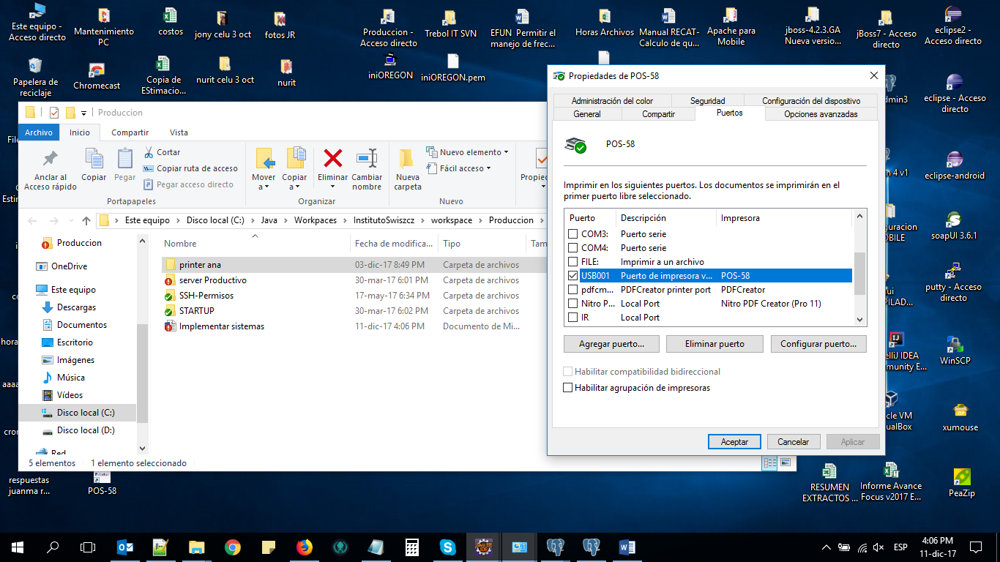 Este equipo -
Acceso directo
Mantenimiento
PC
costos
jony celu 3 oct
fotos JR
Produccion -
Acceso directo
Trebol IT SVN
EFUN Permitir el
manejo de frec...
Horas Archivos
Manual RECAT-
Calculo de qu...
Apache para
Mobile
jboss-4.2.3.GA
Nueva versio...
jBoss7 - Acceso
directo
eclipse2 -
Acceso directo
Papelera de
reciclaje
Chromecast
Copia de
EStimacio...
nurit celu 3 oct
nurit
iniOREGON
iniOREGON.pem
dmin3
eclipse - Acceso
directo
n 4 v1
eclipse-android
guracion
OBILE
soapUI 3.6.1
ui
PILAD...
putty - Acceso
directo
elliJ IDEA
mmunity E...
WinSCP
cle VM
ualBox
xumouse
File
C
Esti
i
co
hora
aaaa
cron
Produccion
Archivo
Inicio
Compartir
Vista
Anclar al
Acceso rápido
Copiar
Pegar
Cortar
Copiar ruta de acceso
Pegar acceso directo
Portapapeles
Mover
a
Copiar
a
Eliminar
Cambiar
nombre
Organizar
Nueva
carpeta
Nuevo elemento
Fácil acceso
Nuevo
Propied
Este equipo
Disco local (C:)
Java
Workpaces
InstitutoSwiszcz
workspace
Produccion
Produccion
OneDrive
Este equipo
Descargas
Documentos
Escritorio
Imágenes
Música
Vídeos
Disco local (C:)
Disco local (D:)
Red
Nombre
Fecha de modifica...
Tipo
Tam
printer ana
03-dic-17 8:49 PM
Carpeta de archivos
server Productivo
30-mar-17 6:01 PM
Carpeta de archivos
SSH-Permisos
17-may-17 6:34 PM
Carpeta de archivos
STARTUP
30-mar-17 6:02 PM
Carpeta de archivos
Implementar sistemas
11-dic-17 4:06 PM
Documento de Mi...
5 elementos
1 elemento seleccionado
Propiedades de POS-58
Administración del color
Seguridad
Configuración del dispositivo
General
Compartir
Puertos
Opciones avanzadas
POS-58
Imprimir en los siguientes puertos. Los documentos se imprimirán en el
primer puerto libre seleccionado.
Puerto
Descripción
Impresora
COM3:
Puerto serie
COM4:
Puerto serie
FILE:
Imprimir a un archivo
USB001
Puerto de impresora v...
POS-58
pdfcm...
PDFCreator printer port
PDFCreator
Nitro P...
Local Port
Nitro PDF Creator (Pro 11)
IR
Local Port
Agregar puerto...
Eliminar puerto
Configurar puerto...
Habilitar compatibilidad bidireccional
Habilitar agrupación de impresoras
Aceptar
Cancelar
Aplicar
respuestas
juanma r...
POS-58
RESUMEN
EXTRACTOS ...
Informe Avance
Focus v2017 E...
PeaZip
ESP
4:06 PM
11-dic-17